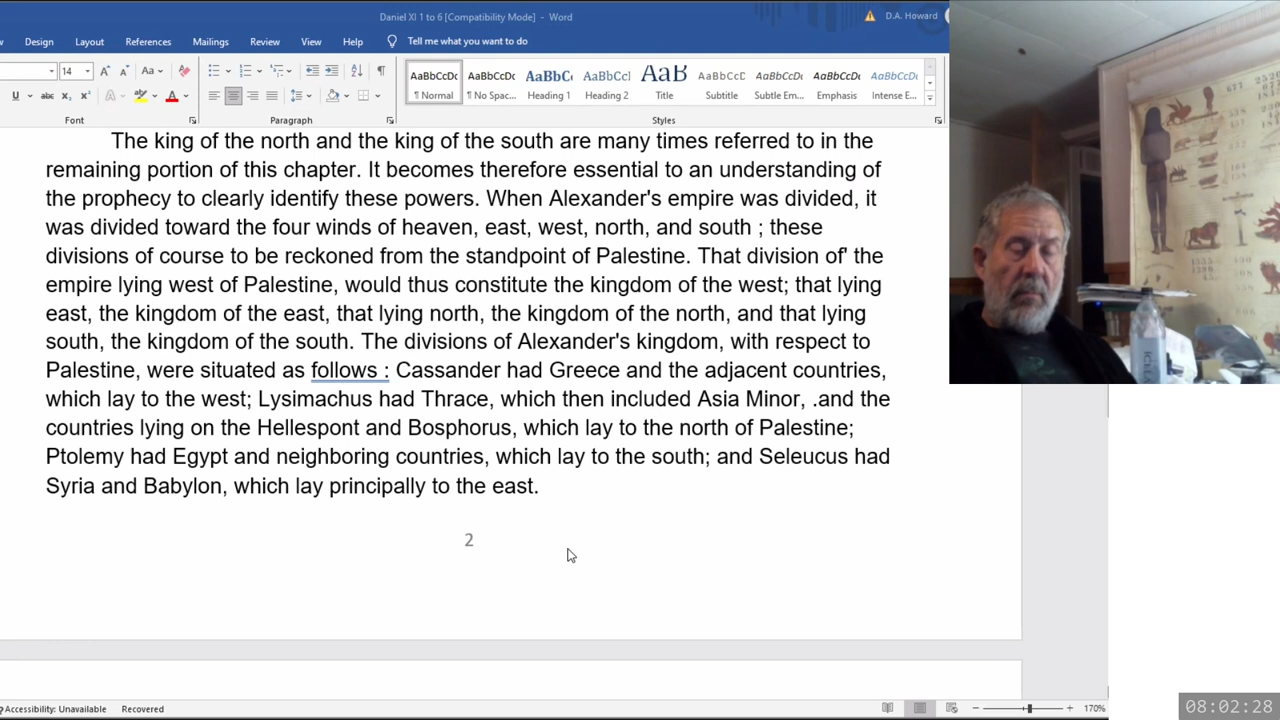 Daniel XI 1 to 6 [Compatibility Mode] - Word
D.A. Howard
Design Layout References Mailings Review View Help Tell me what you want to do
14
AaBbCcDc AaBbCcDc AaBbC AaBbCcI AaB AaBbCcD AaBbCcDt AaBbCcDt AaBbCcDt
¶ Normal ¶ No Spac... Heading 1 Heading 2 Title Subtitle Subtle Em... Emphasis Intense E...
Font Paragraph Styles
The king of the north and the king of the south are many times referred to in the
remaining portion of this chapter. It becomes therefore essential to an understanding of
the prophecy to clearly identify these powers. When Alexander's empire was divided, it
was divided toward the four winds of heaven, east, west, north, and south ; these
divisions of course to be reckoned from the standpoint of Palestine. That division of' the
empire lying west of Palestine, would thus constitute the kingdom of the west; that lying
east, the kingdom of the east, that lying north, the kingdom of the north, and that lying
south, the kingdom of the south. The divisions of Alexander's kingdom, with respect to
Palestine, were situated as follows : Cassander had Greece and the adjacent countries,
which lay to the west; Lysimachus had Thrace, which then included Asia Minor, .and the
countries lying on the Hellespont and Bosphorus, which lay to the north of Palestine;
Ptolemy had Egypt and neighboring countries, which lay to the south; and Seleucus had
Syria and Babylon, which lay principally to the east.
2
Accessibility: Unavailable Recovered
170%
08:02:28
677